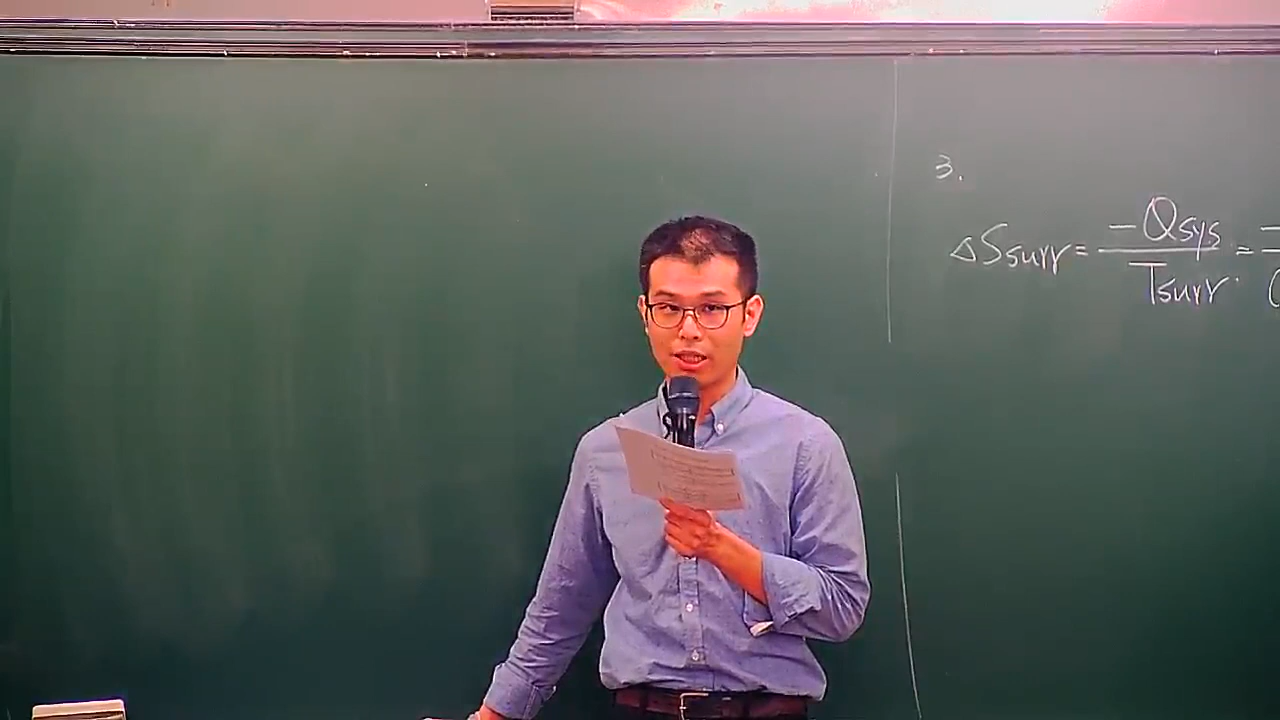 3.
ΔSsurr = -Qsys / Tsurr. =